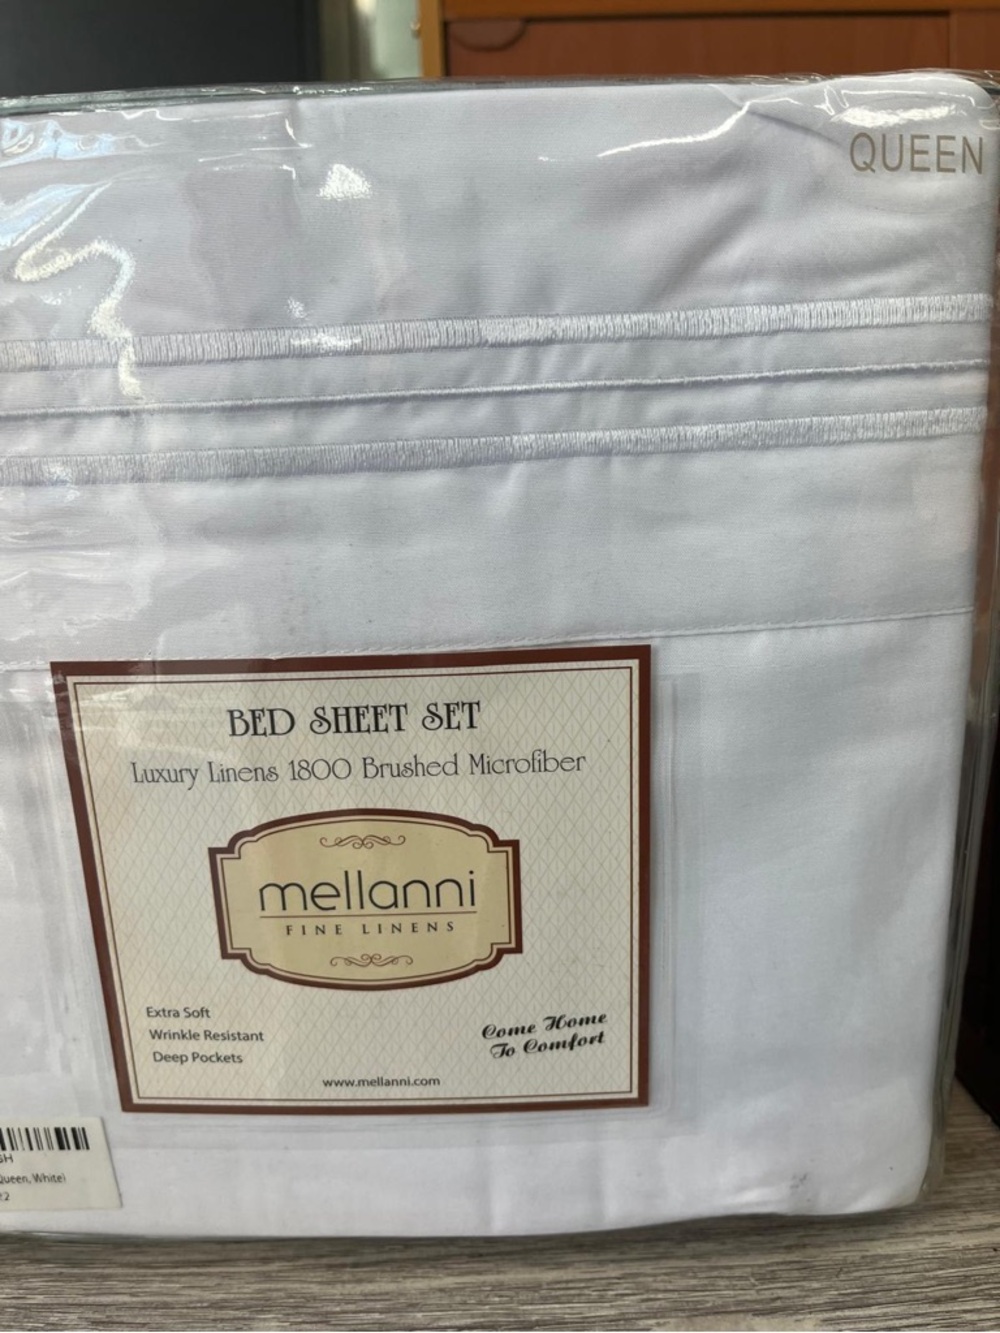 QUEEN
BED SHEET SET
Luxury Linens 1800 Brushed Microfiber
mellanni
FINE LINENS
Extra Soft
Wrinkle Resistant
Deep Pockets
Come Home
To Comfort
www.mellanni.com
Queen, White)